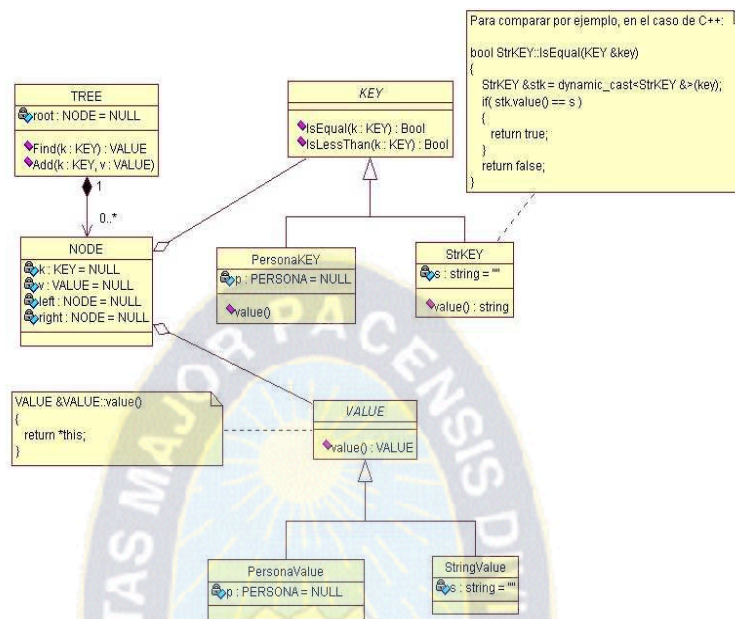 Para comparar por ejemplo, en el caso de C++:
bool StrKEY::IsEqual(KEY &key)
{
StrKEY &stk = dynamic_cast<StrKEY &>(key);
if( stk.value() == s )
{
return true;
}
return false;
}
TREE
root : NODE = NULL
Find(k : KEY) : VALUE
Add(k : KEY, v : VALUE)
KEY
IsEqual(k : KEY) : Bool
IsLessThan(k : KEY) : Bool
1
0..*
NODE
k : KEY = NULL
v : VALUE = NULL
left : NODE = NULL
right : NODE = NULL
PersonaKEY
p : PERSONA = NULL
value()
StrKEY
s : string = ""
value() : string
VALUE &VALUE::value()
{
return *this;
}
VALUE
value() : VALUE
PersonaValue
p : PERSONA = NULL
StringValue
s : string = ""
TAS MAJOR PACENSIS DI